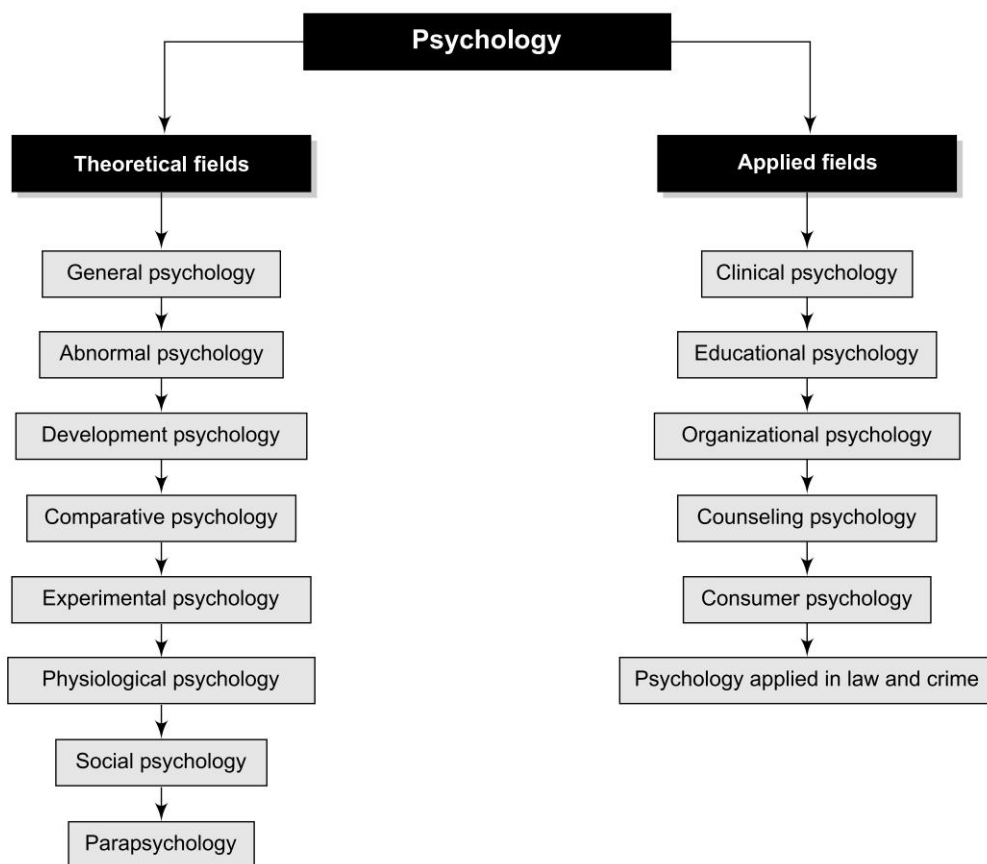 Psychology
Theoretical fields
General psychology
Abnormal psychology
Development psychology
Comparative psychology
Experimental psychology
Physiological psychology
Social psychology
Parapsychology
Applied fields
Clinical psychology
Educational psychology
Organizational psychology
Counseling psychology
Consumer psychology
Psychology applied in law and crime